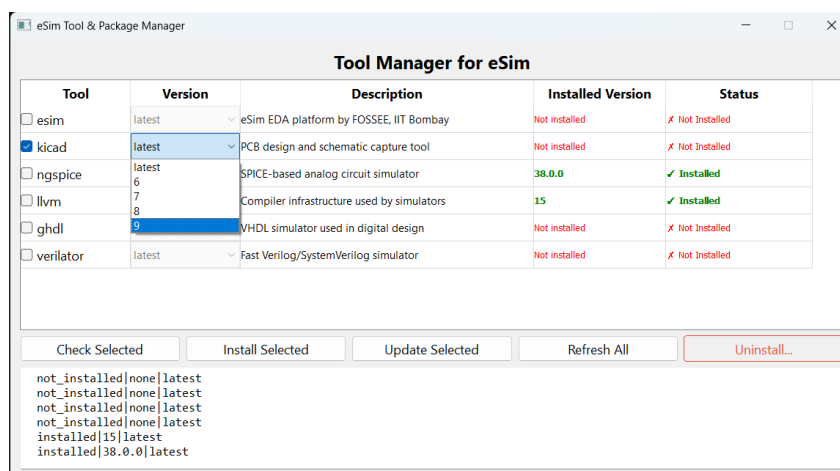 eSim Tool & Package Manager
Tool Manager for eSim
Tool Version Description Installed Version Status
esim latest eSim EDA platform by FOSSEE, IIT Bombay Not installed ✗ Not Installed
kicad latest PCB design and schematic capture tool Not installed ✗ Not Installed
latest
6
7
8
9
ngspice SPICE-based analog circuit simulator 38.0.0 ✓ Installed
llvm Compiler infrastructure used by simulators 15 ✓ Installed
ghdl VHDL simulator used in digital design Not installed ✗ Not Installed
verilator latest Fast Verilog/SystemVerilog simulator Not installed ✗ Not Installed
Check Selected Install Selected Update Selected Refresh All Uninstall...
not_installed|none|latest
not_installed|none|latest
not_installed|none|latest
not_installed|none|latest
installed|15|latest
installed|38.0.0|latest